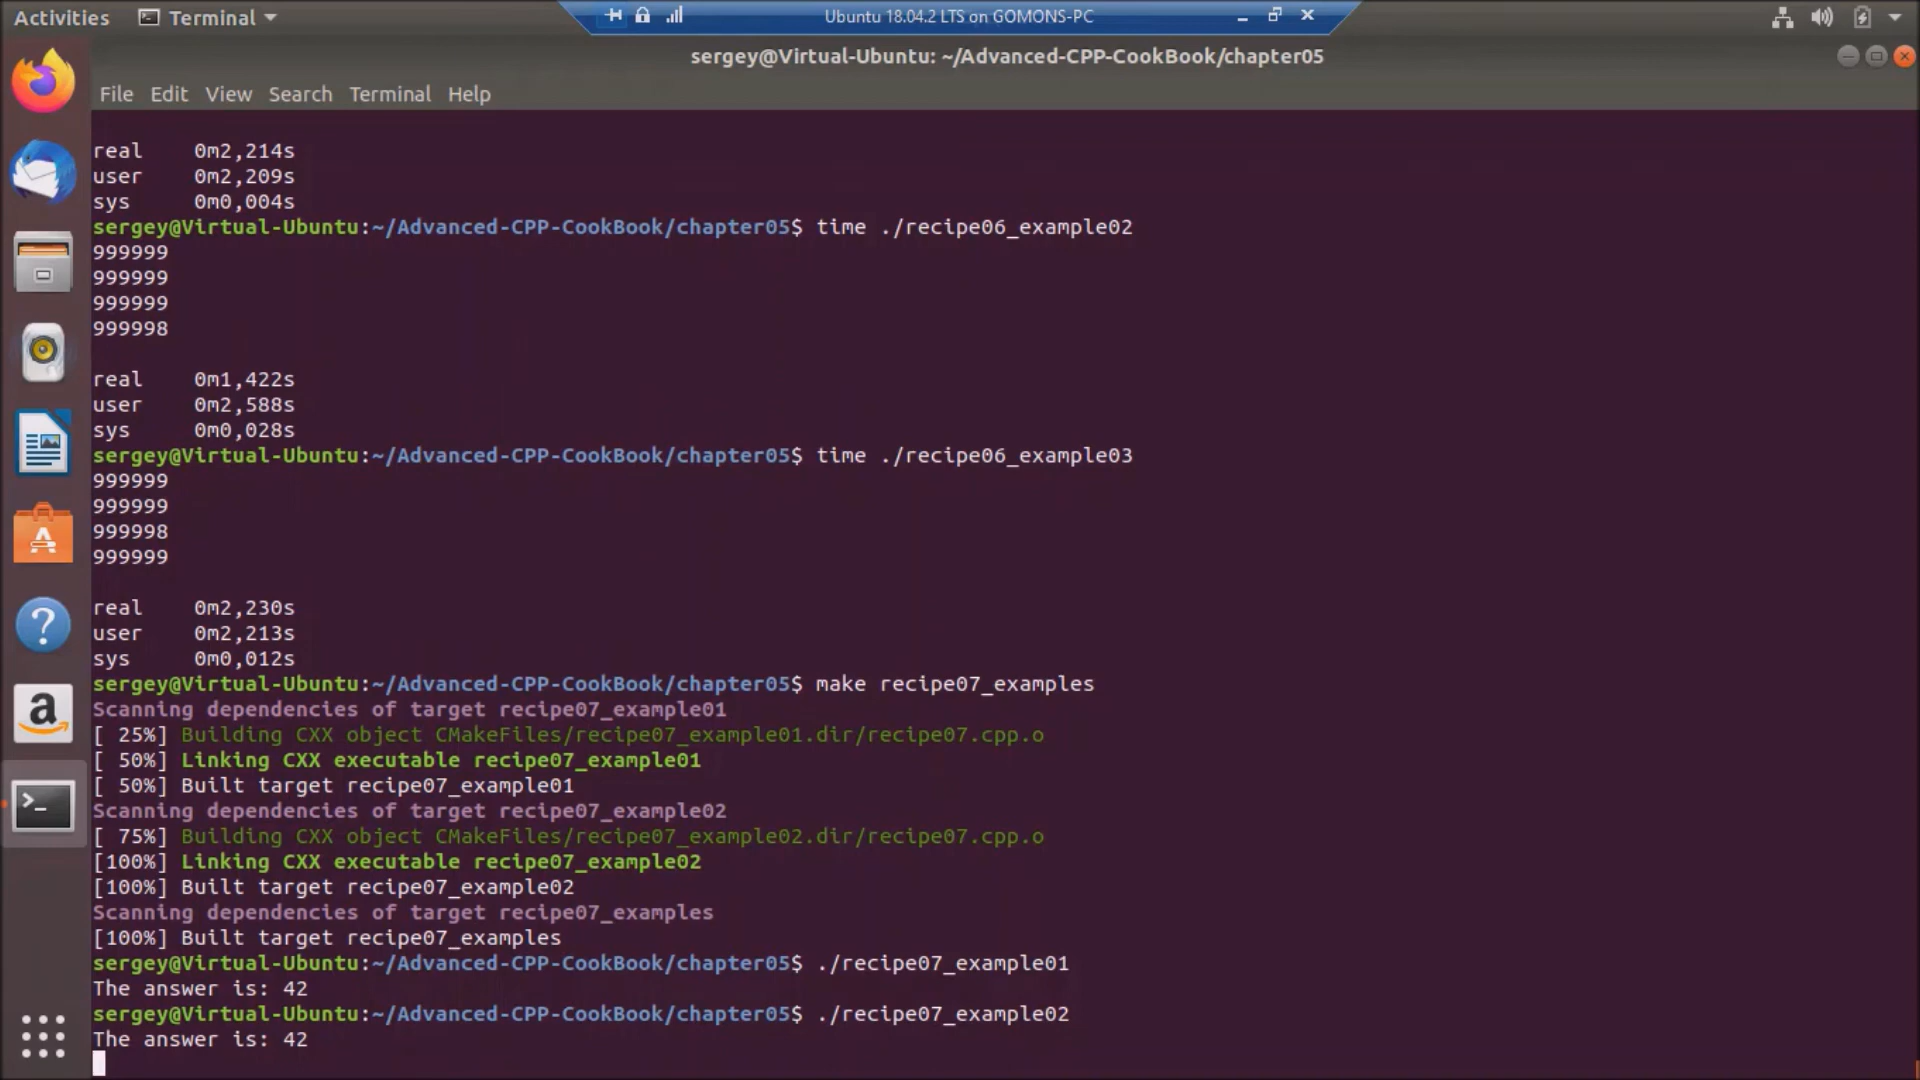 Activities Terminal
Ubuntu 18.04.2 LTS on GOMONS-PC
sergey@Virtual-Ubuntu: ~/Advanced-CPP-CookBook/chapter05
File Edit View Search Terminal Help
real 0m2,214s
user 0m2,209s
sys 0m0,004s
sergey@Virtual-Ubuntu:~/Advanced-CPP-CookBook/chapter05$ time ./recipe06_example02
999999
999999
999999
999998
real 0m1,422s
user 0m2,588s
sys 0m0,028s
sergey@Virtual-Ubuntu:~/Advanced-CPP-CookBook/chapter05$ time ./recipe06_example03
999999
999999
999998
999999
real 0m2,230s
user 0m2,213s
sys 0m0,012s
sergey@Virtual-Ubuntu:~/Advanced-CPP-CookBook/chapter05$ make recipe07_examples
Scanning dependencies of target recipe07_example01
[ 25%] Building CXX object CMakeFiles/recipe07_example01.dir/recipe07.cpp.o
[ 50%] Linking CXX executable recipe07_example01
[ 50%] Built target recipe07_example01
Scanning dependencies of target recipe07_example02
[ 75%] Building CXX object CMakeFiles/recipe07_example02.dir/recipe07.cpp.o
[100%] Linking CXX executable recipe07_example02
[100%] Built target recipe07_example02
Scanning dependencies of target recipe07_examples
[100%] Built target recipe07_examples
sergey@Virtual-Ubuntu:~/Advanced-CPP-CookBook/chapter05$ ./recipe07_example01
The answer is: 42
sergey@Virtual-Ubuntu:~/Advanced-CPP-CookBook/chapter05$ ./recipe07_example02
The answer is: 42